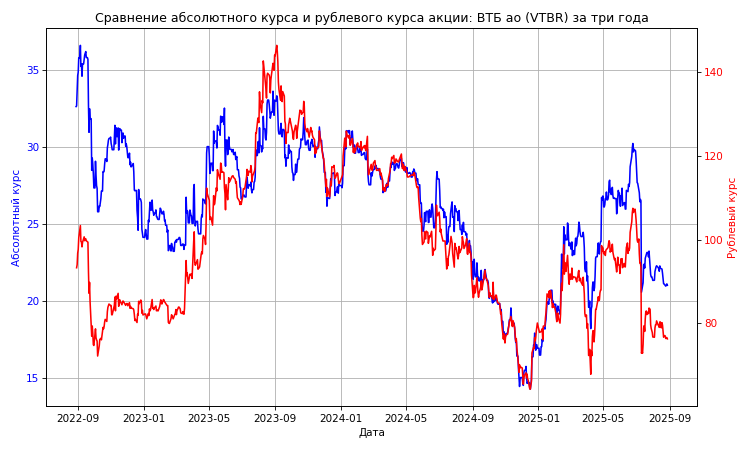 Сравнение абсолютного курса и рублевого курса акции: ВТБ ао (VTBR) за три года
35
30
25
20
15
Абсолютный курс
140
120
100
80
Рублевый курс
2022-09 2023-01 2023-05 2023-09 2024-01 2024-05 2024-09 2025-01 2025-05 2025-09
Дата